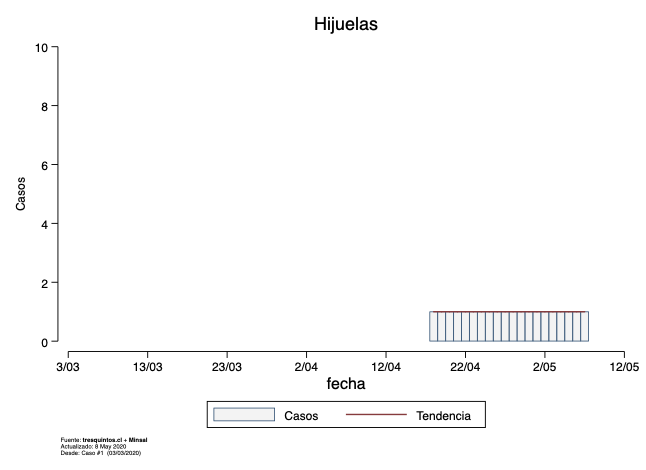 Hijuelas
10
8
6
4
2
0
Casos
3/03 13/03 23/03 2/04 12/04 22/04 2/05 12/05
fecha
Casos Tendencia
Fuente: tresquintos.cl + Minsal
Actualizado: 8 May 2020
Desde: Caso #1 (03/03/2020)